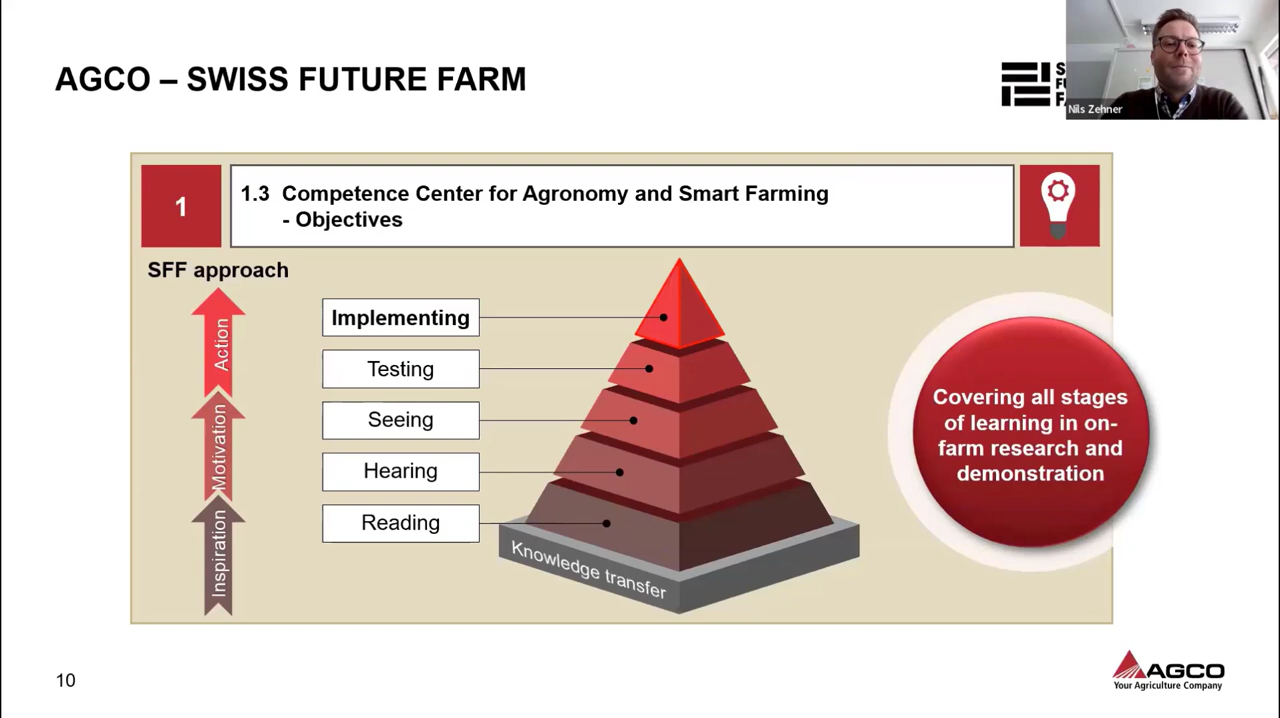 AGCO – SWISS FUTURE FARM
Nils Zehner
1
1.3 Competence Center for Agronomy and Smart Farming
- Objectives
SFF approach
Action
Motivation
Inspiration
Implementing
Testing
Seeing
Hearing
Reading
Knowledge transfer
Covering all stages
of learning in on-
farm research and
demonstration
10
AGCO
Your Agriculture Company